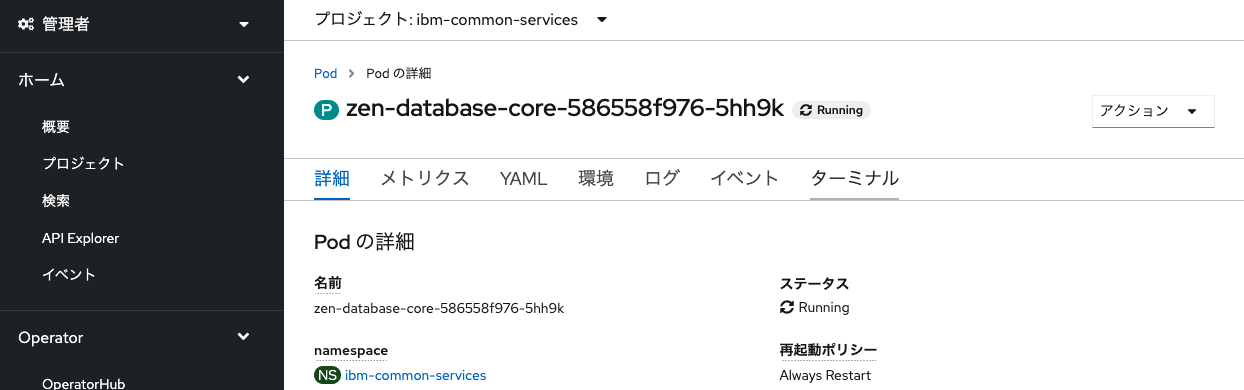 管理者
ホーム
概要
プロジェクト
検索
API Explorer
イベント
Operator
OperatorHub
プロジェクト: ibm-common-services
Pod > Pod の詳細
P zen-database-core-586558f976-5hh9k Running
アクション
詳細 メトリクス YAML 環境 ログ イベント ターミナル
Pod の詳細
名前
zen-database-core-586558f976-5hh9k
namespace
NS ibm-common-services
ステータス
Running
再起動ポリシー
Always Restart